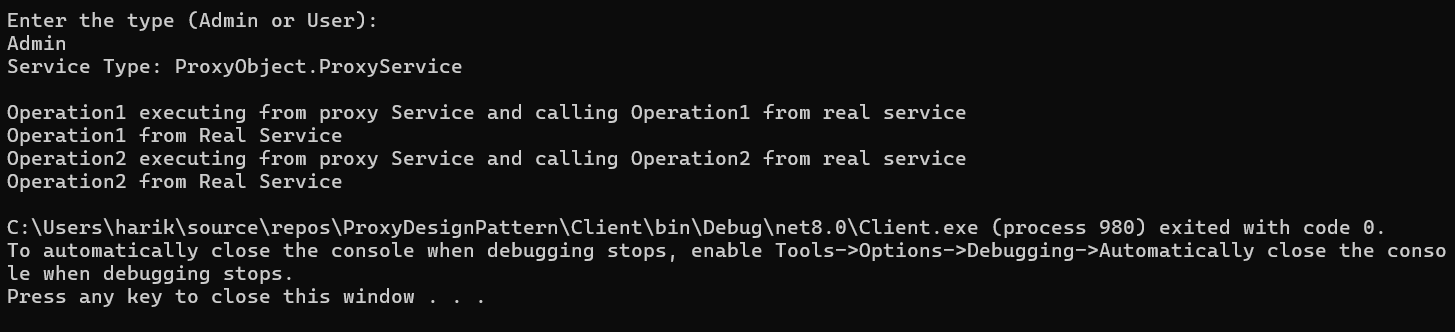 Enter the type (Admin or User):
Admin
Service Type: ProxyObject.ProxyService
Operation1 executing from proxy Service and calling Operation1 from real service
Operation1 from Real Service
Operation2 executing from proxy Service and calling Operation2 from real service
Operation2 from Real Service
C:\Users\harik\source\repos\ProxyDesignPattern\Client\bin\Debug\net8.0\Client.exe (process 980) exited with code 0.
To automatically close the console when debugging stops, enable Tools->Options->Debugging->Automatically close the conso
le when debugging stops.
Press any key to close this window . . .